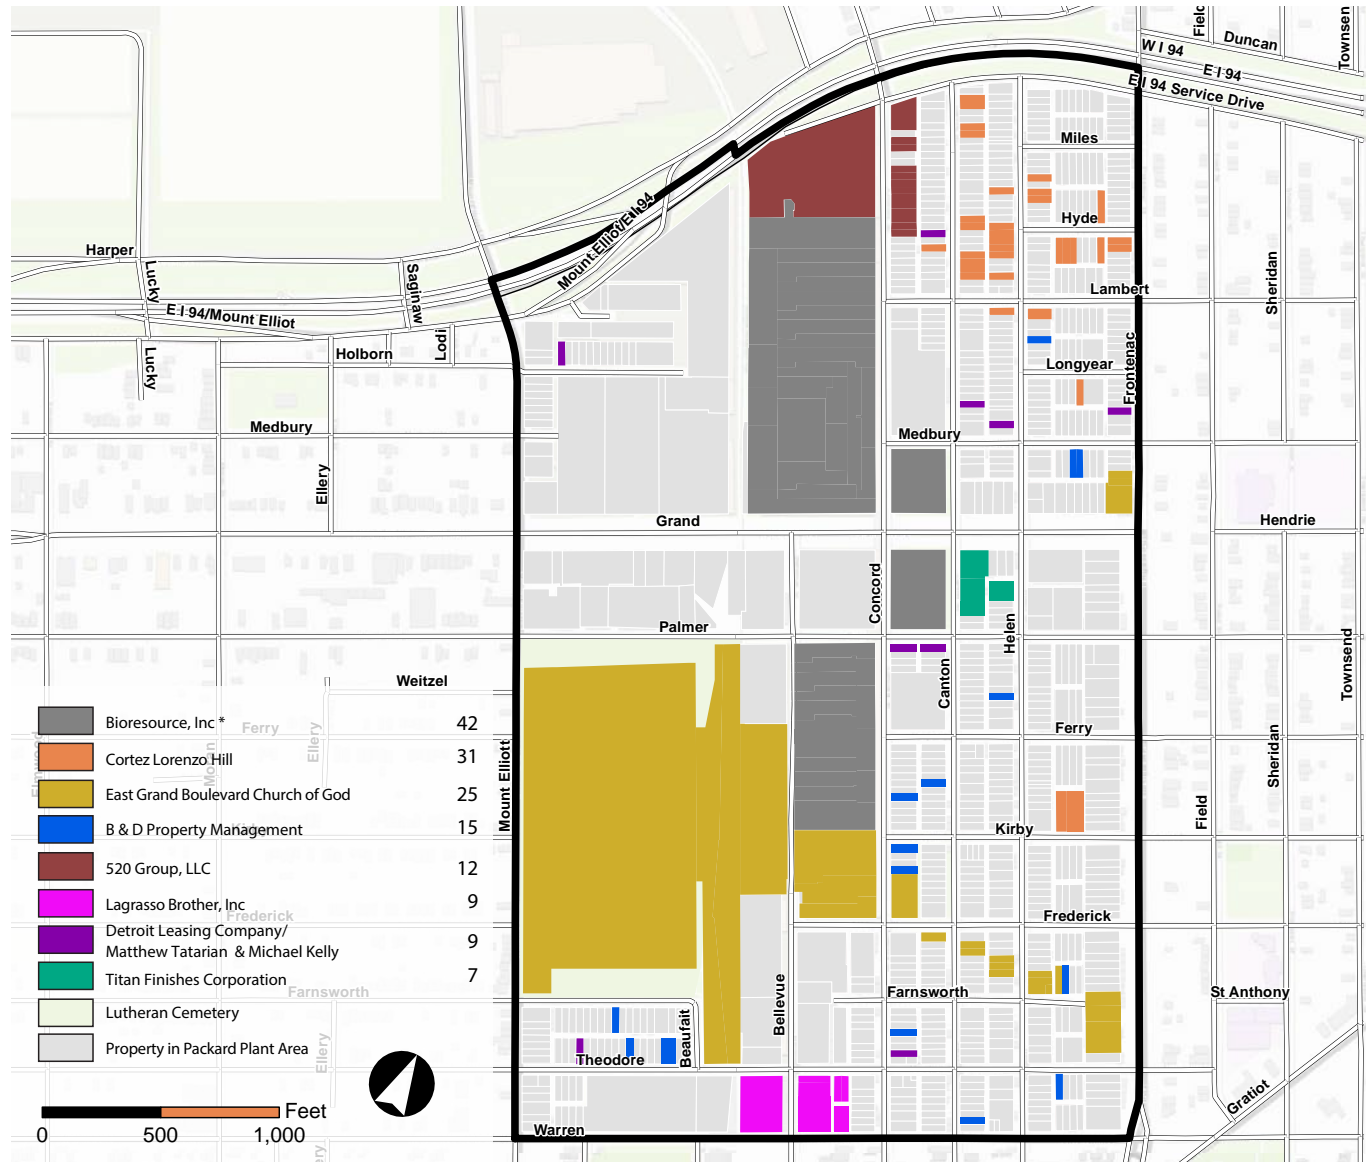 Field
Duncan
Townsen
W I 94
E I 94
E I 94 Service Drive
Miles
Hyde
Harper
Lucky
Saginaw
Mount Elliot/E I 94
Lambert
Sheridan
E I 94/Mount Elliot
Lodi
Holborn
Lucky
Longyear
Frontenac
Medbury
Medbury
Ellery
Grand
Hendrie
Concord
Helen
Palmer
Townsend
Canton
Weitzel
Bioresource, Inc * 42
Ferry
Ellery
Ferry
Mount Elliott
Cortez Lorenzo Hill 31
Sheridan
East Grand Boulevard Church of God 25
Field
B & D Property Management 15
Kirby
520 Group, LLC 12
Lagrasso Brother, Inc 9
Frederick
Frederick
Detroit Leasing Company/
Matthew Tatarian & Michael Kelly 9
Titan Finishes Corporation 7
Farnsworth
Farnsworth
St Anthony
Bellevue
Lutheran Cemetery
Beaufait
Property in Packard Plant Area
Ellery
Theodore
Gratiot
Feet
0 500 1,000
Warren